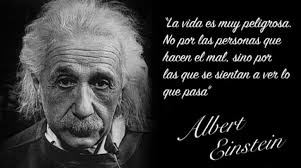 "La vida es muy peligrosa.
No por las personas que
hacen el mal, sino por
las que se sientan a ver lo
que pasa"
Albert
Einstein